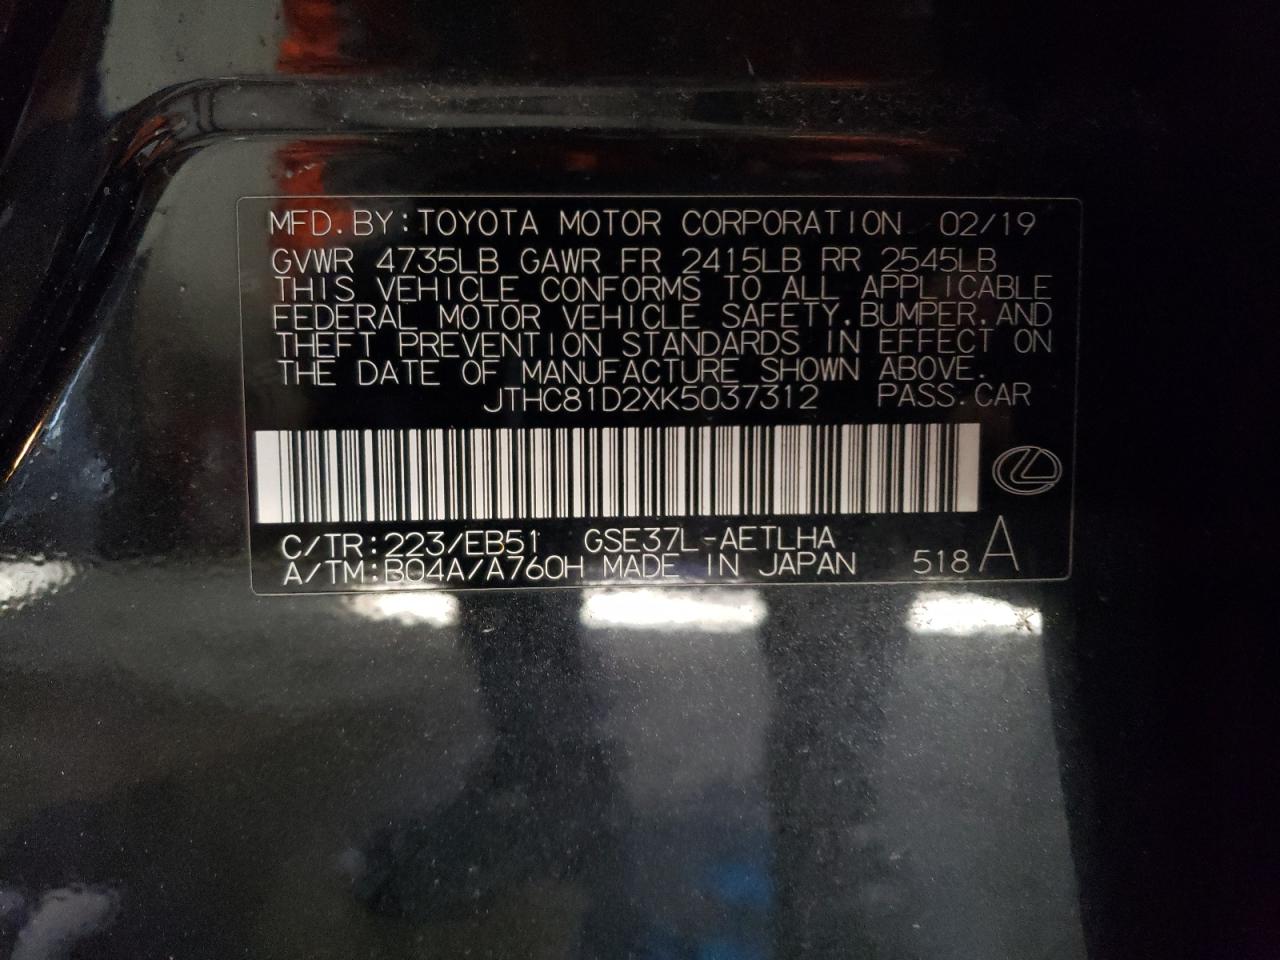 MFD. BY: TOYOTA MOTOR CORPORATION 02/19
GVWR 4735LB GAWR FR 2415LB RR 2545LB
THIS VEHICLE CONFORMS TO ALL APPLICABLE
FEDERAL MOTOR VEHICLE SAFETY, BUMPER, AND
THEFT PREVENTION STANDARDS IN EFFECT ON
THE DATE OF MANUFACTURE SHOWN ABOVE.
JTHC81D2XK5037312 PASS. CAR
C/TR: 223/EB51 GSE37L-AETLHA
A/TM: B04A/A760H MADE IN JAPAN 518 A